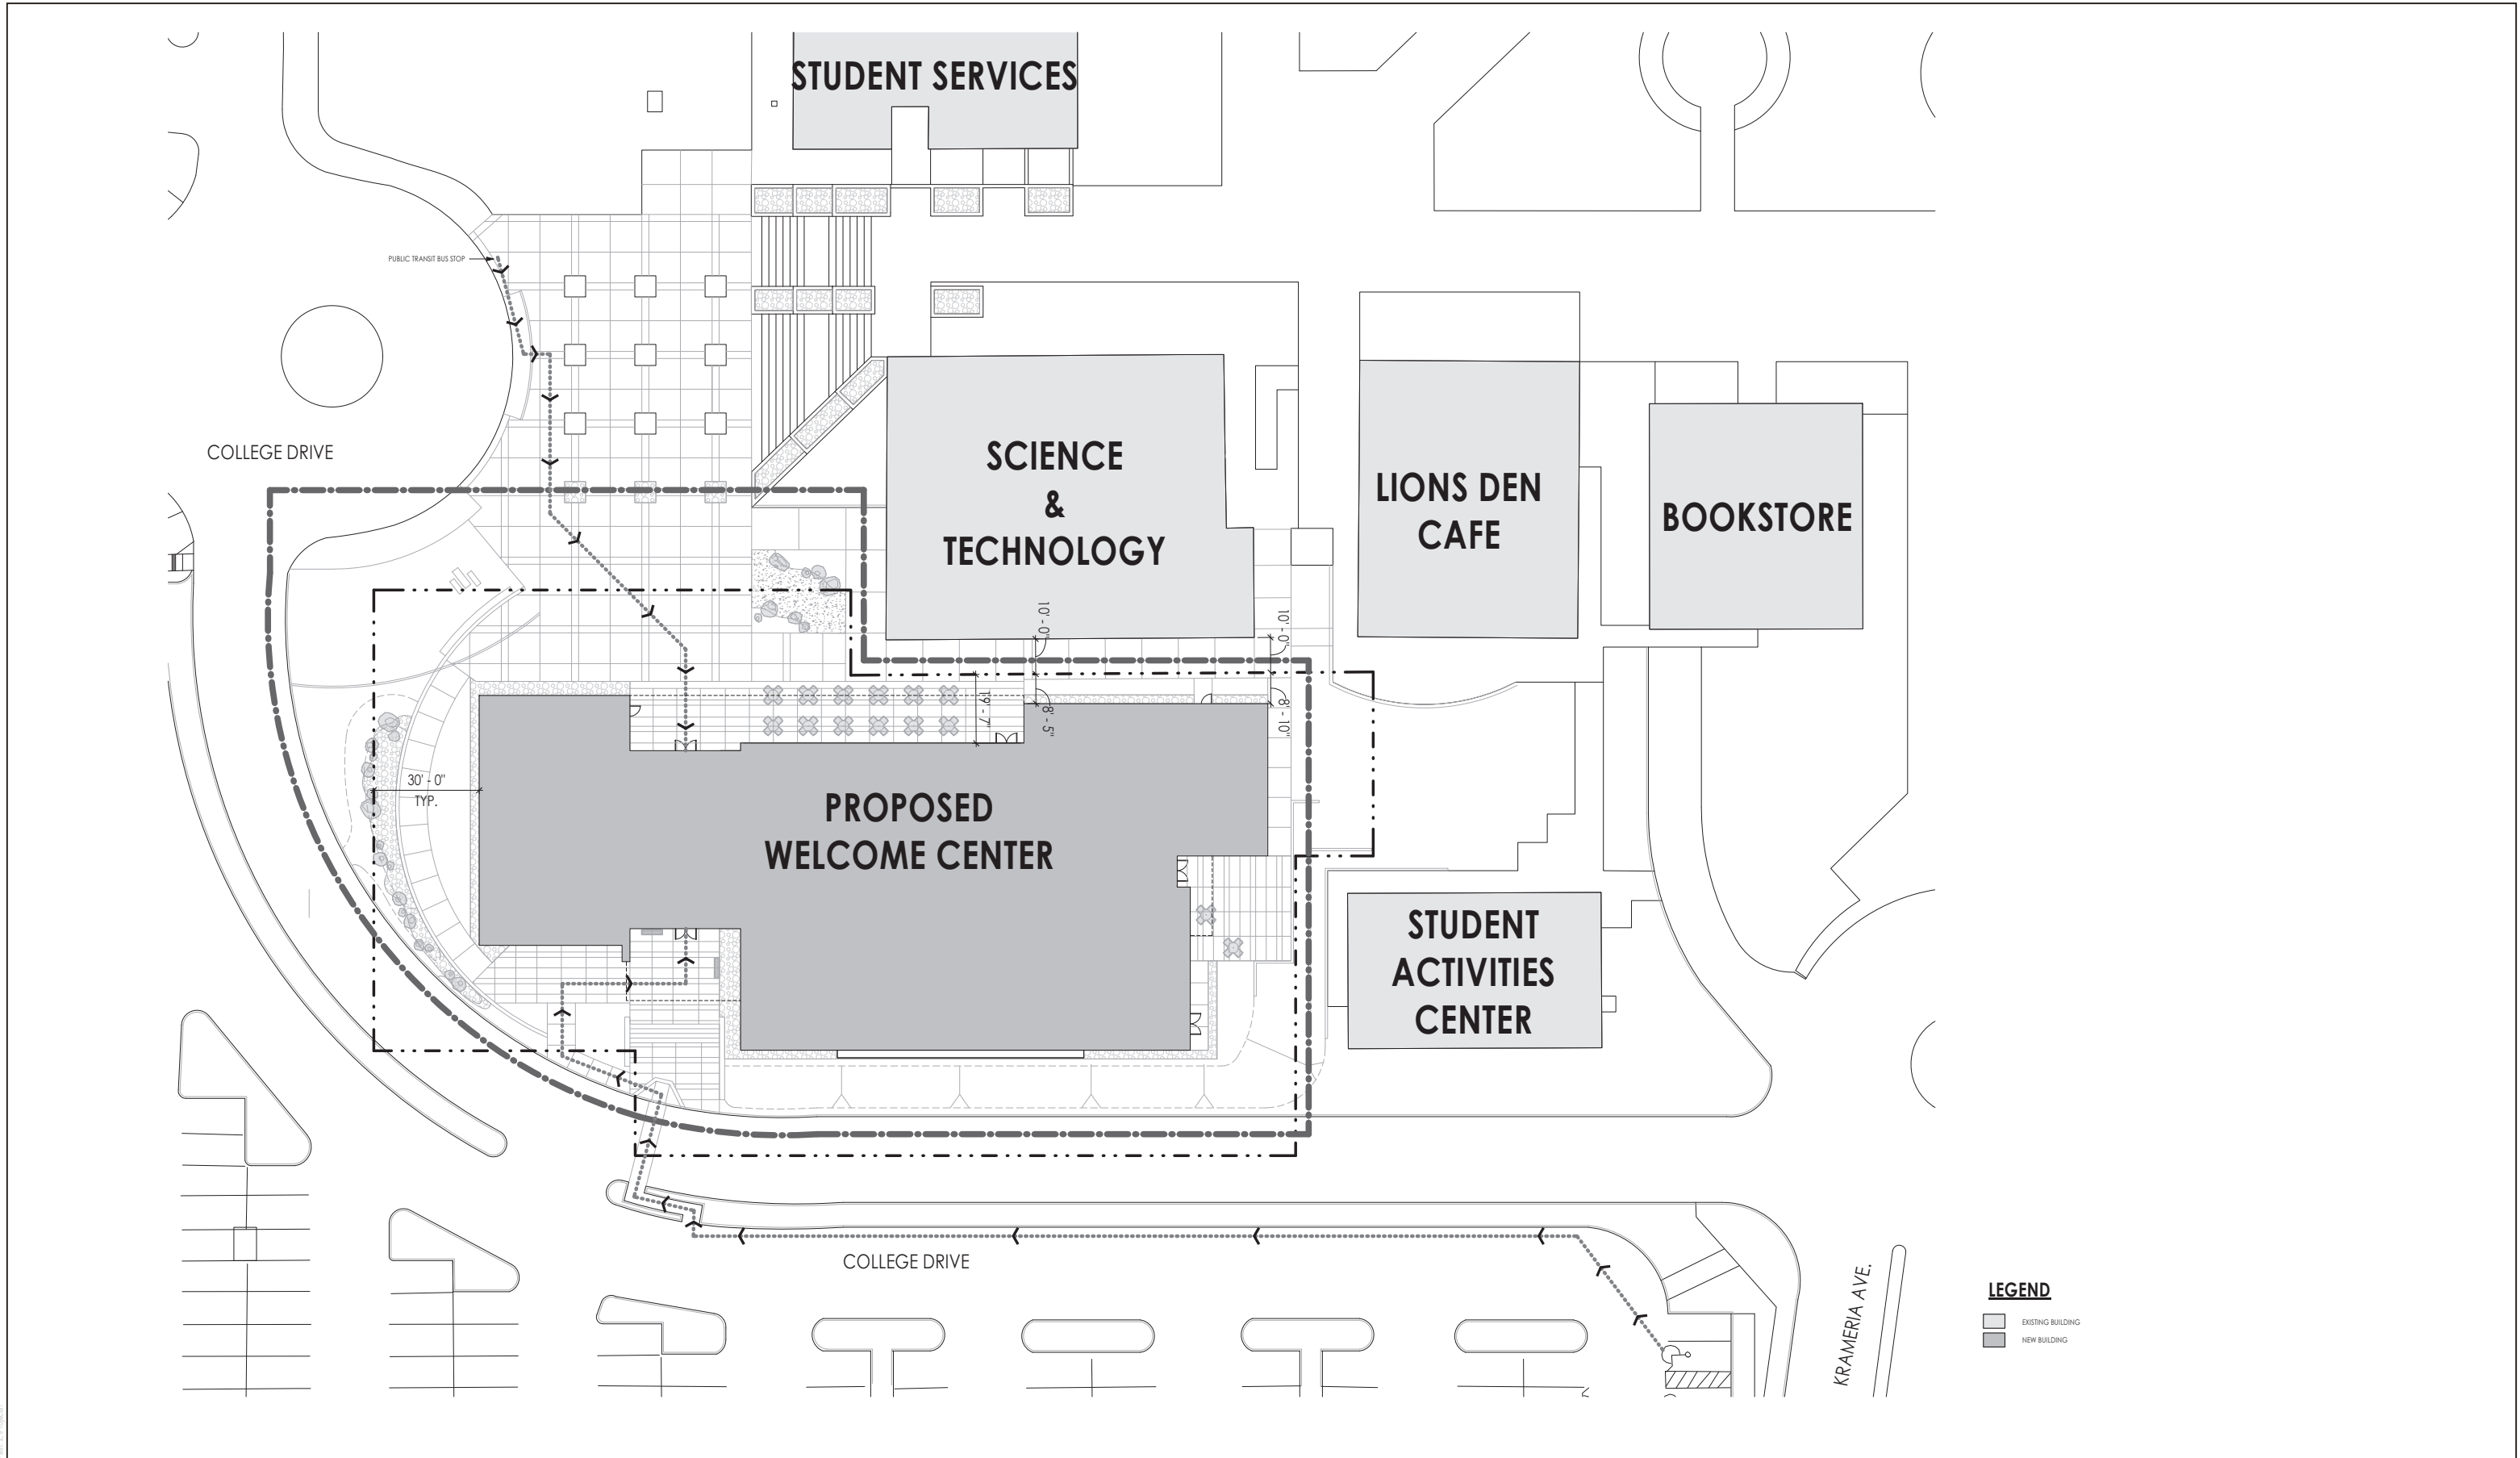 STUDENT SERVICES
PUBLIC TRANSIT BUS STOP
COLLEGE DRIVE
SCIENCE
&
TECHNOLOGY
LIONS DEN
CAFE
BOOKSTORE
10' - 0"
10' - 0"
19' - 7"
8' - 5"
8' - 10"
30' - 0"
TYP.
PROPOSED
WELCOME CENTER
STUDENT
ACTIVITIES
CENTER
COLLEGE DRIVE
KRAMERIA AVE.
LEGEND
EXISTING BUILDING
NEW BUILDING